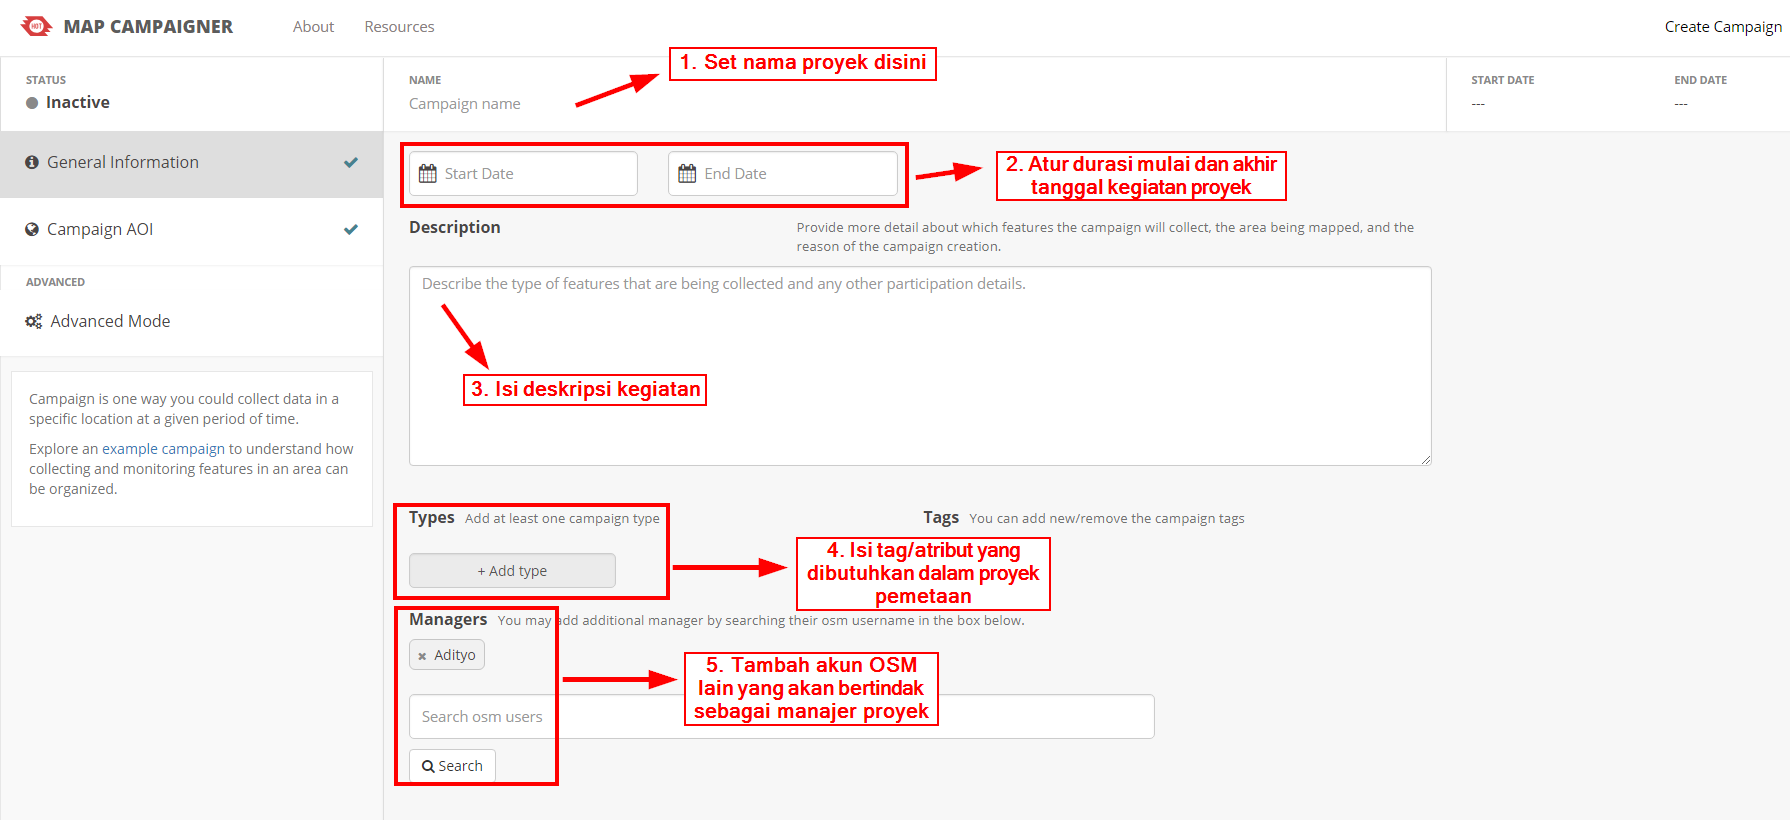 HOT MAP CAMPAIGNER
About
Resources
Create Campaign
1. Set nama proyek disini
STATUS
Inactive
NAME
Campaign name
START DATE
---
END DATE
---
General Information
Campaign AOI
ADVANCED
Advanced Mode
Campaign is one way you could collect data in a
specific location at a given period of time.
Explore an example campaign to understand how
collecting and monitoring features in an area can
be organized.
Start Date
End Date
2. Atur durasi mulai dan akhir
tanggal kegiatan proyek
Description
Provide more detail about which features the campaign will collect, the area being mapped, and the
reason of the campaign creation.
Describe the type of features that are being collected and any other participation details.
3. Isi deskripsi kegiatan
Types Add at least one campaign type
+ Add type
Tags You can add new/remove the campaign tags
4. Isi tag/atribut yang
dibutuhkan dalam proyek
pemetaan
Managers You may add additional manager by searching their osm username in the box below.
× Adityo
5. Tambah akun OSM
lain yang akan bertindak
sebagai manajer proyek
Search osm users
Search